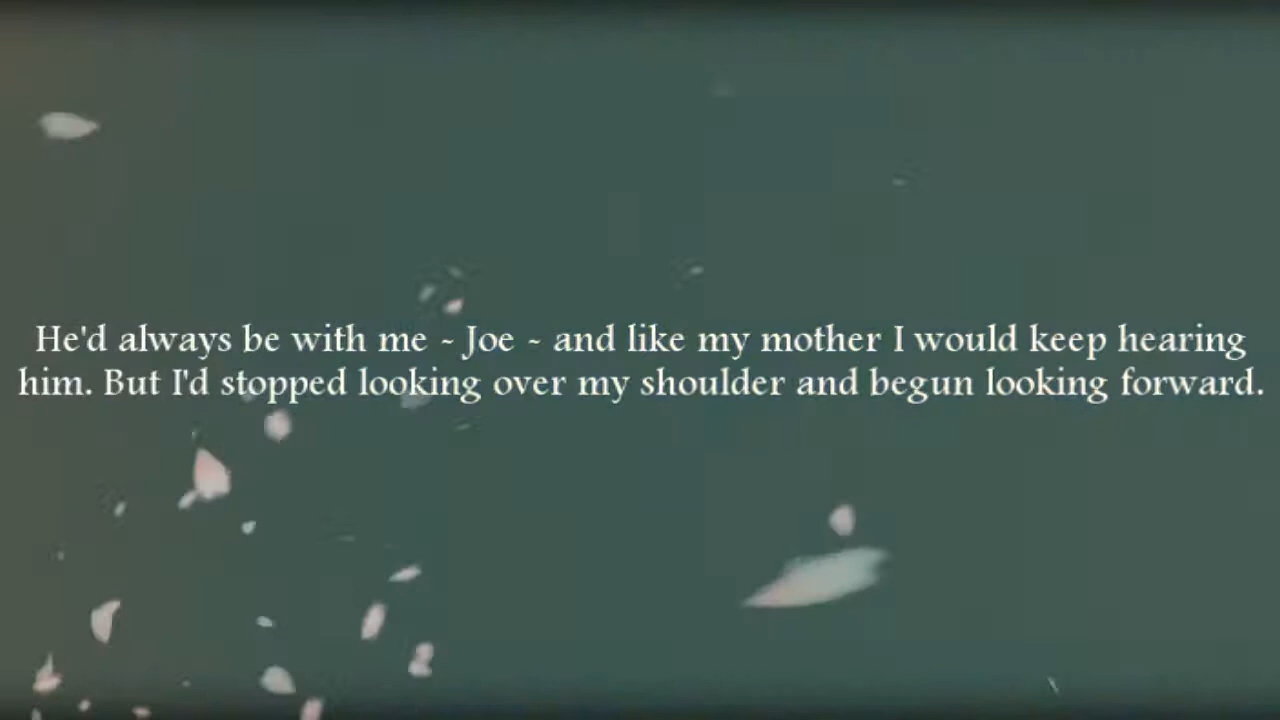 He'd always be with me ~ Joe ~ and like my mother I would keep hearing
him. But I'd stopped looking over my shoulder and begun looking forward.